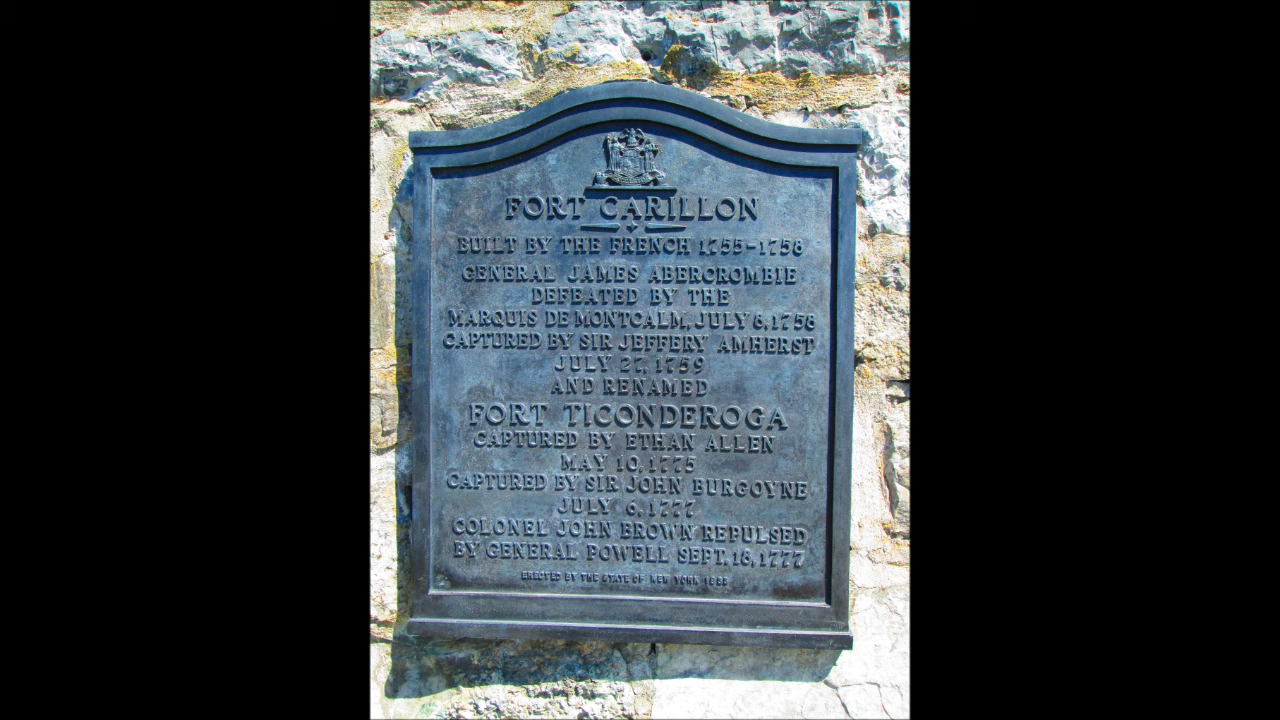 FORT CARILLON
BUILT BY THE FRENCH 1755-1758
GENERAL JAMES ABERCROMBIE
DEFEATED BY THE
MARQUIS DE MONTCALM, JULY 8, 1758
CAPTURED BY SIR JEFFERY AMHERST
JULY 27, 1759
AND RENAMED
FORT TICONDEROGA
CAPTURED BY ETHAN ALLEN
MAY 10, 1775
CAPTURED BY SIR JOHN BURGOYNE
JULY 6, 1777
COLONEL JOHN BROWN REPULSED
BY GENERAL POWELL SEPT. 18, 1777
ERECTED BY THE STATE OF NEW YORK